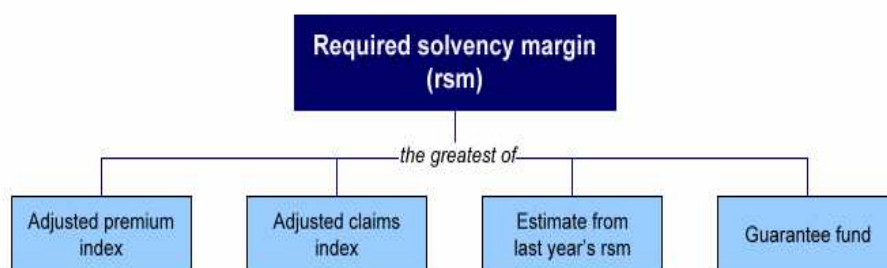 Required solvency margin
(rsm)
the greatest of
Adjusted premium
index
Adjusted claims
index
Estimate from
last year's rsm
Guarantee fund